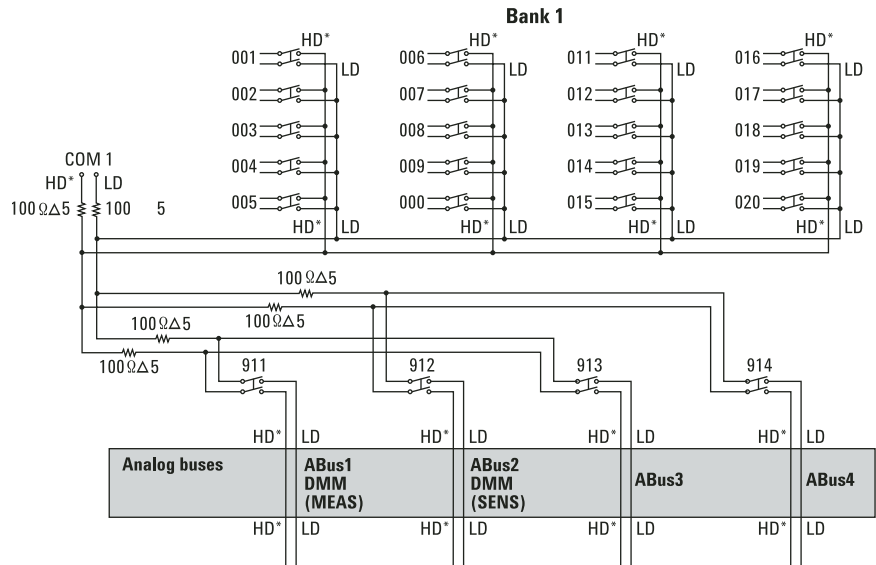 Bank 1
HD* HD* HD* HD*
001 006 011 016
LD LD LD LD
002 007 012 017
003 008 013 018
COM 1
004 009 014 019
HD* LD
005 000 015 020
100 Ω∆5 100 5
HD* LD HD* LD HD* LD HD* LD
100 Ω∆5
100 Ω∆5 100 Ω∆5
100 Ω∆5
911 912 913 914
HD* LD HD* LD HD* LD HD* LD
Analog buses
ABus1
DMM
(MEAS)
ABus2
DMM
(SENS)
ABus3
ABus4
HD* LD HD* LD HD* LD HD* LD